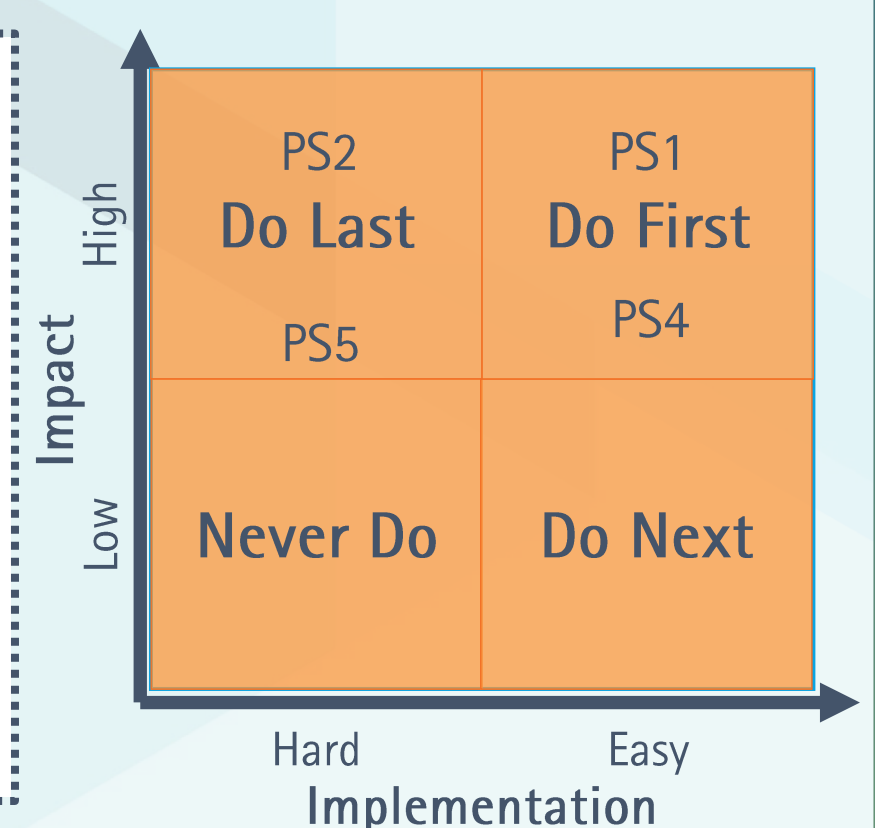 PS2
PS1
Do Last
Do First
PS4
PS5
Never Do
Do Next
High
Impact
Low
Hard
Easy
Implementation